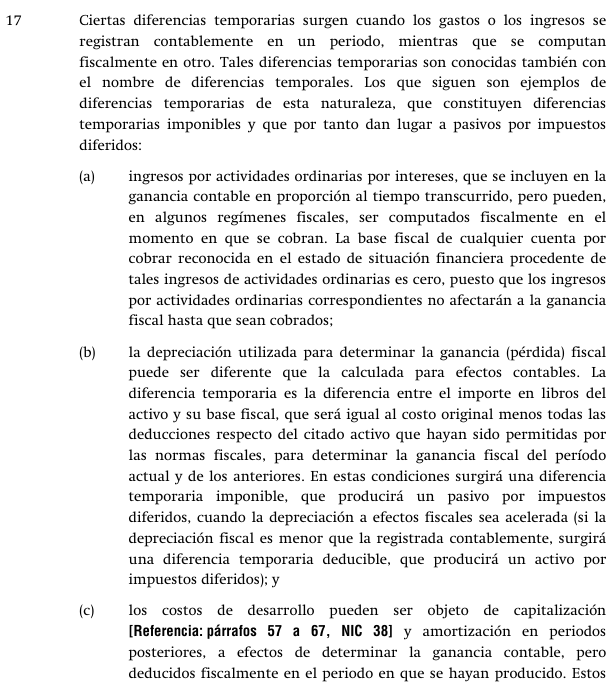 17 Ciertas diferencias temporarias surgen cuando los gastos o los ingresos se
registran contablemente en un periodo, mientras que se computan
fiscalmente en otro. Tales diferencias temporarias son conocidas también con
el nombre de diferencias temporales. Los que siguen son ejemplos de
diferencias temporarias de esta naturaleza, que constituyen diferencias
temporarias imponibles y que por tanto dan lugar a pasivos por impuestos
diferidos:
(a) ingresos por actividades ordinarias por intereses, que se incluyen en la
ganancia contable en proporción al tiempo transcurrido, pero pueden,
en algunos regímenes fiscales, ser computados fiscalmente en el
momento en que se cobran. La base fiscal de cualquier cuenta por
cobrar reconocida en el estado de situación financiera procedente de
tales ingresos de actividades ordinarias es cero, puesto que los ingresos
por actividades ordinarias correspondientes no afectarán a la ganancia
fiscal hasta que sean cobrados;
(b) la depreciación utilizada para determinar la ganancia (pérdida) fiscal
puede ser diferente que la calculada para efectos contables. La
diferencia temporaria es la diferencia entre el importe en libros del
activo y su base fiscal, que será igual al costo original menos todas las
deducciones respecto del citado activo que hayan sido permitidas por
las normas fiscales, para determinar la ganancia fiscal del período
actual y de los anteriores. En estas condiciones surgirá una diferencia
temporaria imponible, que producirá un pasivo por impuestos
diferidos, cuando la depreciación a efectos fiscales sea acelerada (si la
depreciación fiscal es menor que la registrada contablemente, surgirá
una diferencia temporaria deducible, que producirá un activo por
impuestos diferidos); y
(c) los costos de desarrollo pueden ser objeto de capitalización
[Referencia: párrafos 57 a 67, NIC 38] y amortización en periodos
posteriores, a efectos de determinar la ganancia contable, pero
deducidos fiscalmente en el periodo en que se hayan producido. Estos